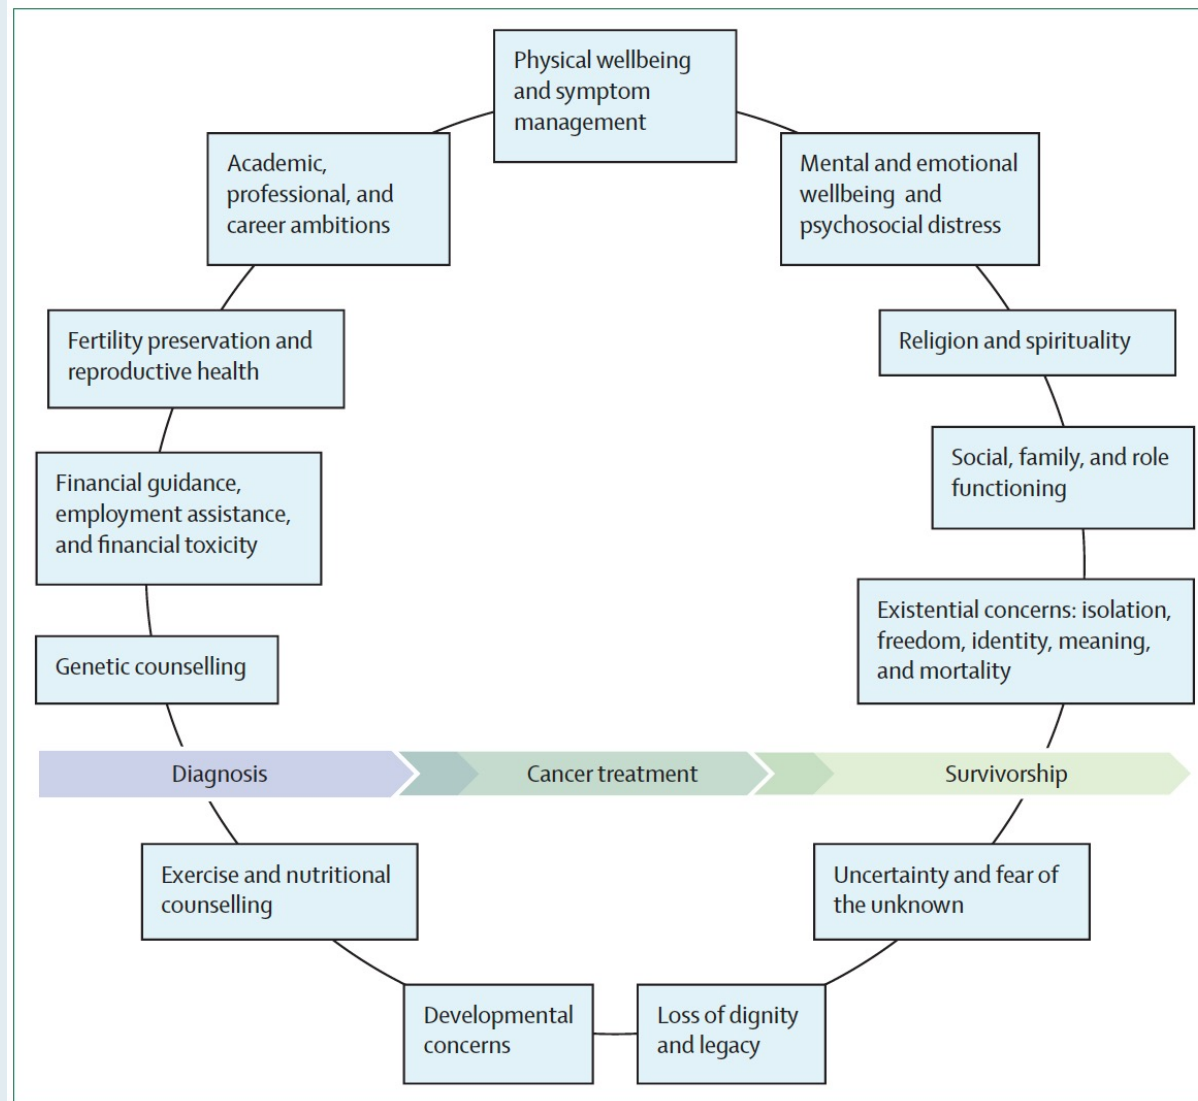 Physical wellbeing
and symptom
management
Academic,
professional, and
career ambitions
Mental and emotional
wellbeing and
psychosocial distress
Fertility preservation and
reproductive health
Religion and spirituality
Social, family, and role
functioning
Financial guidance,
employment assistance,
and financial toxicity
Existential concerns: isolation,
freedom, identity, meaning,
and mortality
Genetic counselling
Diagnosis
Cancer treatment
Survivorship
Exercise and nutritional
counselling
Uncertainty and fear of
the unknown
Developmental
concerns
Loss of dignity
and legacy